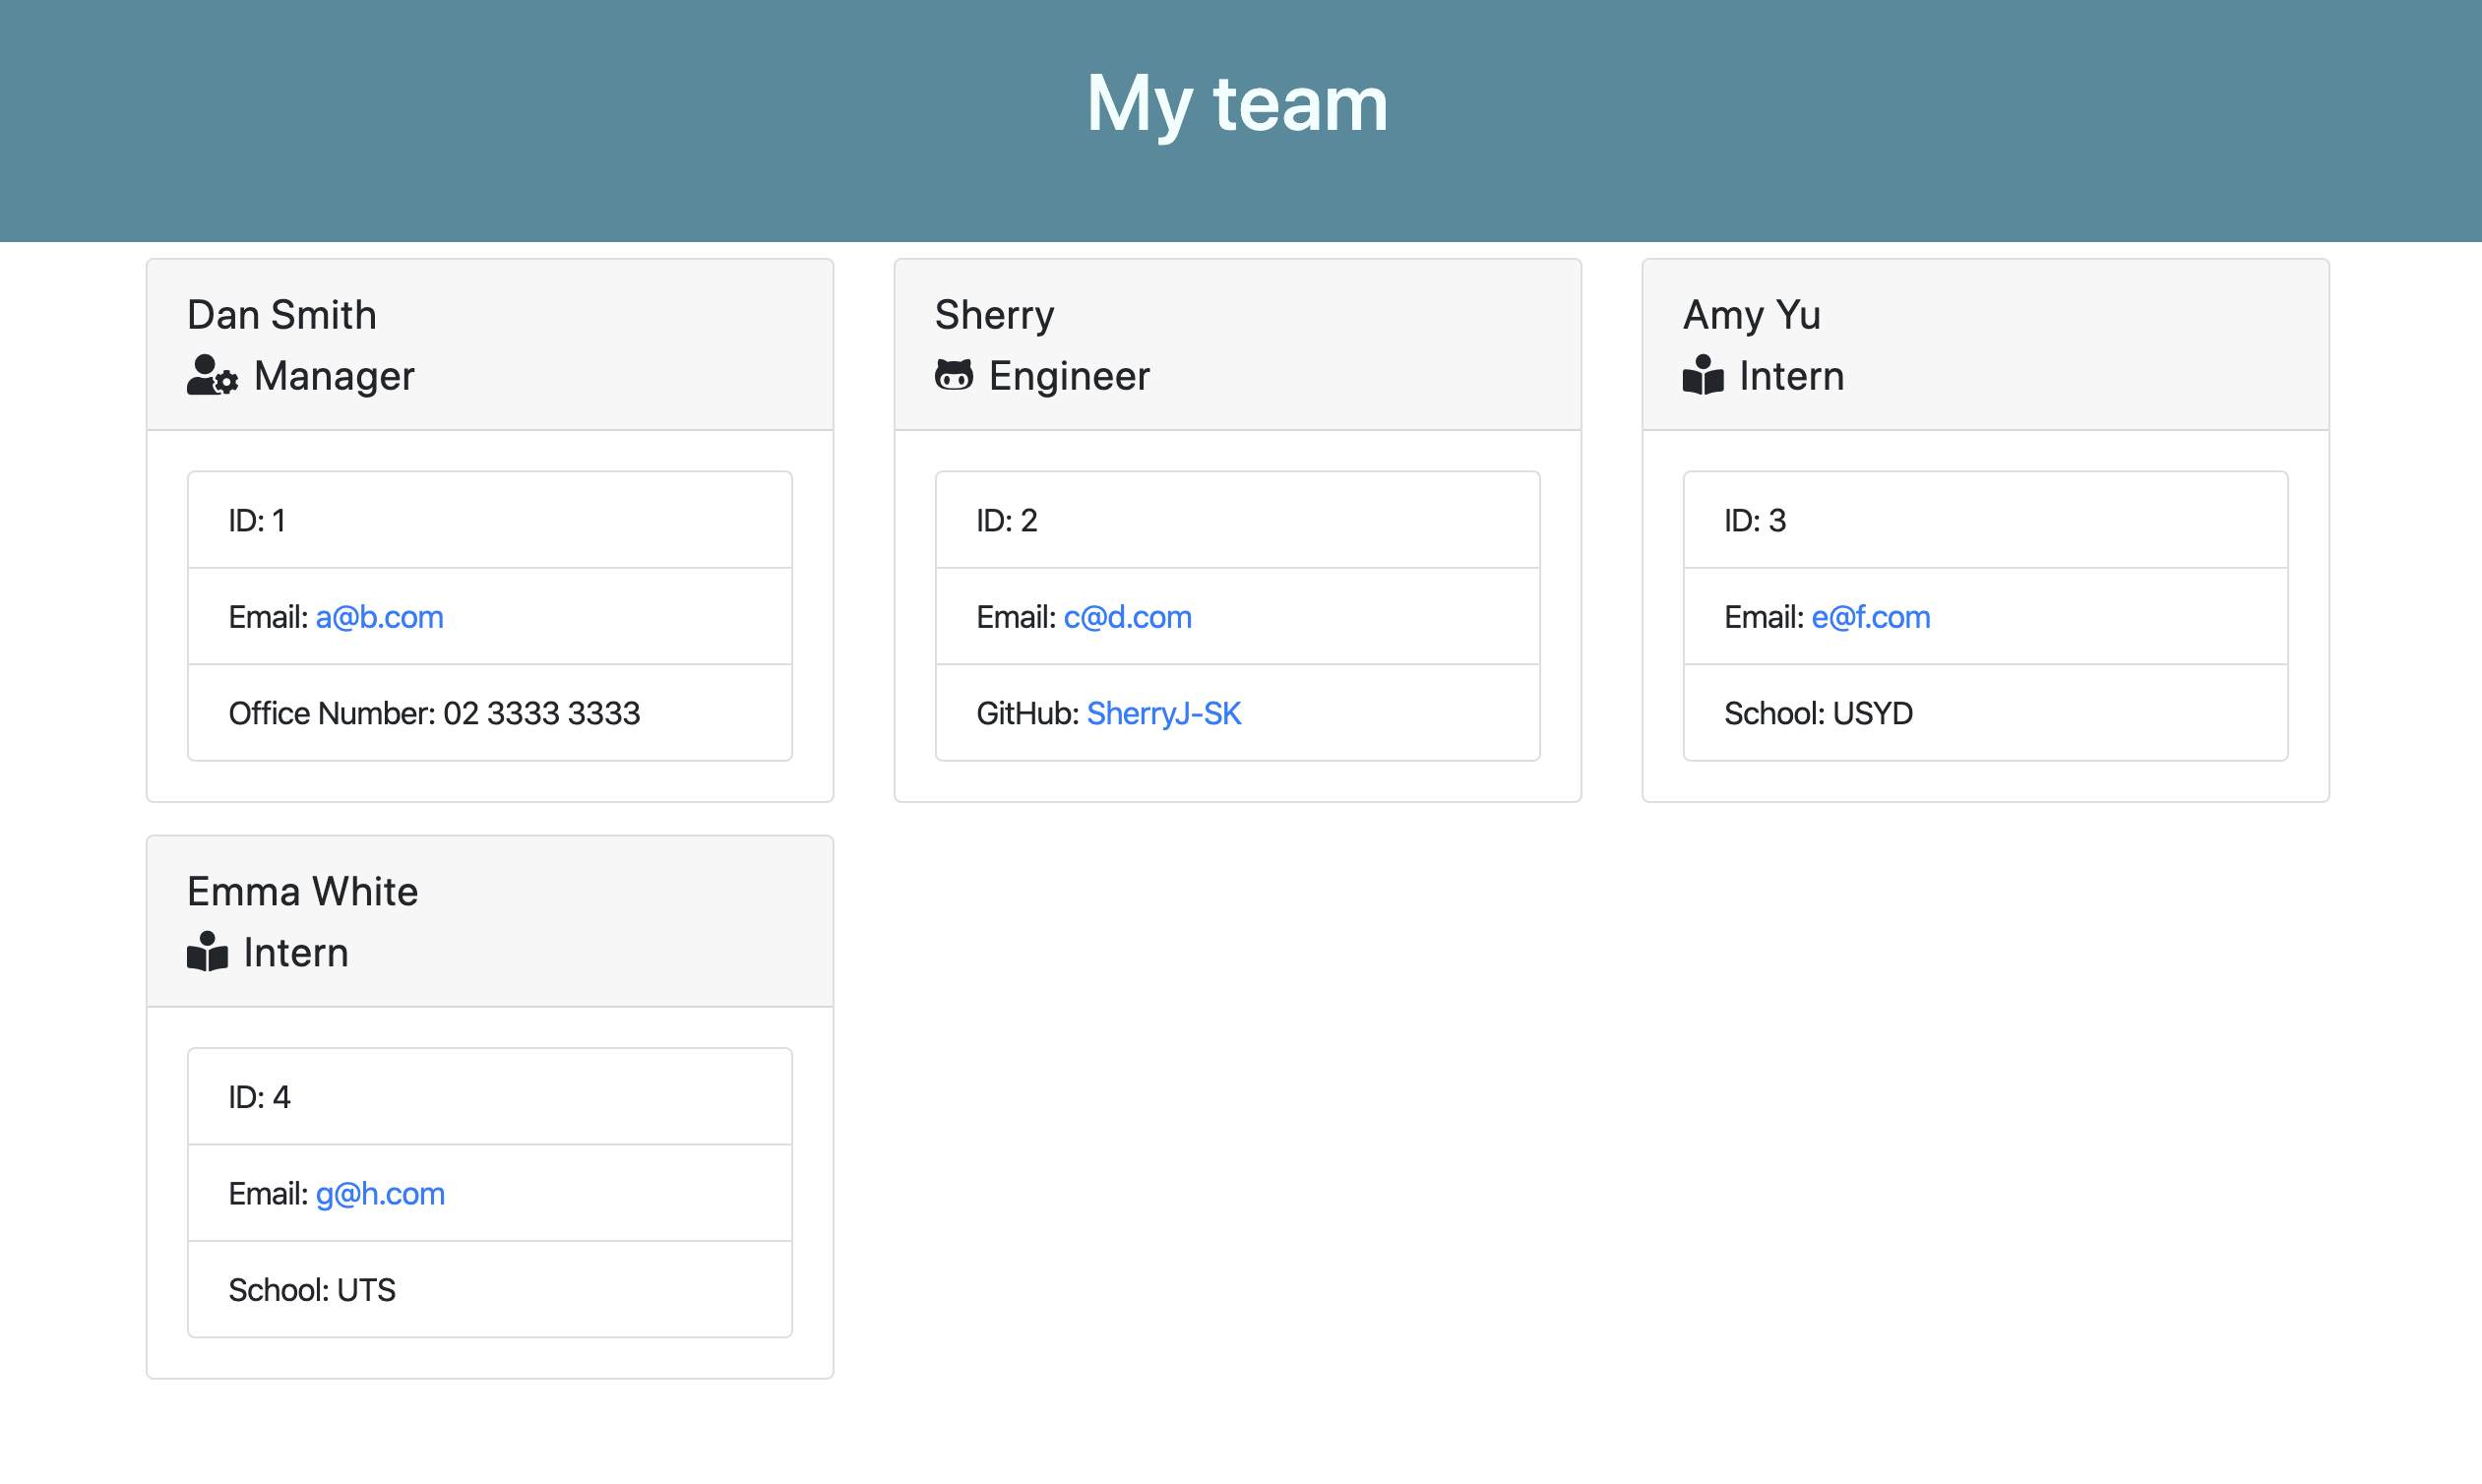 My team
Dan Smith
Manager
ID: 1
Email: a@b.com
Office Number: 02 3333 3333
Sherry
Engineer
ID: 2
Email: c@d.com
GitHub: SherryJ-SK
Amy Yu
Intern
ID: 3
Email: e@f.com
School: USYD
Emma White
Intern
ID: 4
Email: g@h.com
School: UTS